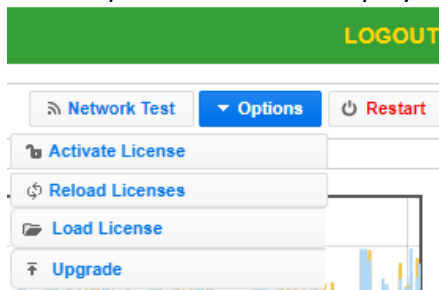 LOGOUT
Network Test Options Restart
Activate License
Reload Licenses
Load License
Upgrade